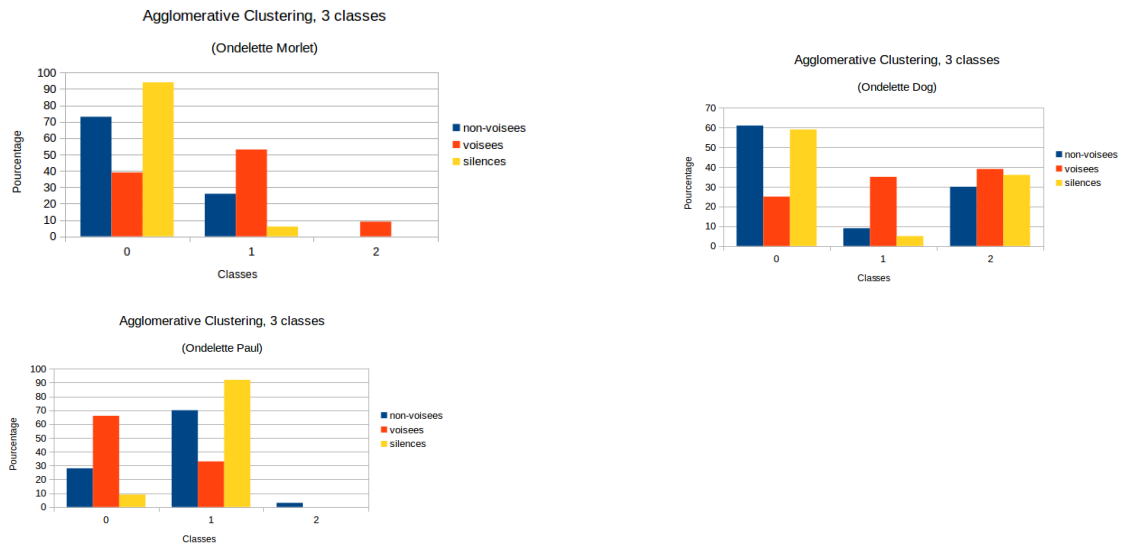 Agglomerative Clustering, 3 classes
(Ondelette Morlet)
Pourcentage
100
90
80
70
60
50
40
30
20
10
0
0 1 2
Classes
non-voisees
voisees
silences
Agglomerative Clustering, 3 classes
(Ondelette Dog)
Pourcentage
70
60
50
40
30
20
10
0
0 1 2
Classes
non-voisees
voisees
silences
Agglomerative Clustering, 3 classes
(Ondelette Paul)
Pourcentage
100
90
80
70
60
50
40
30
20
10
0
0 1 2
Classes
non-voisees
voisees
silences